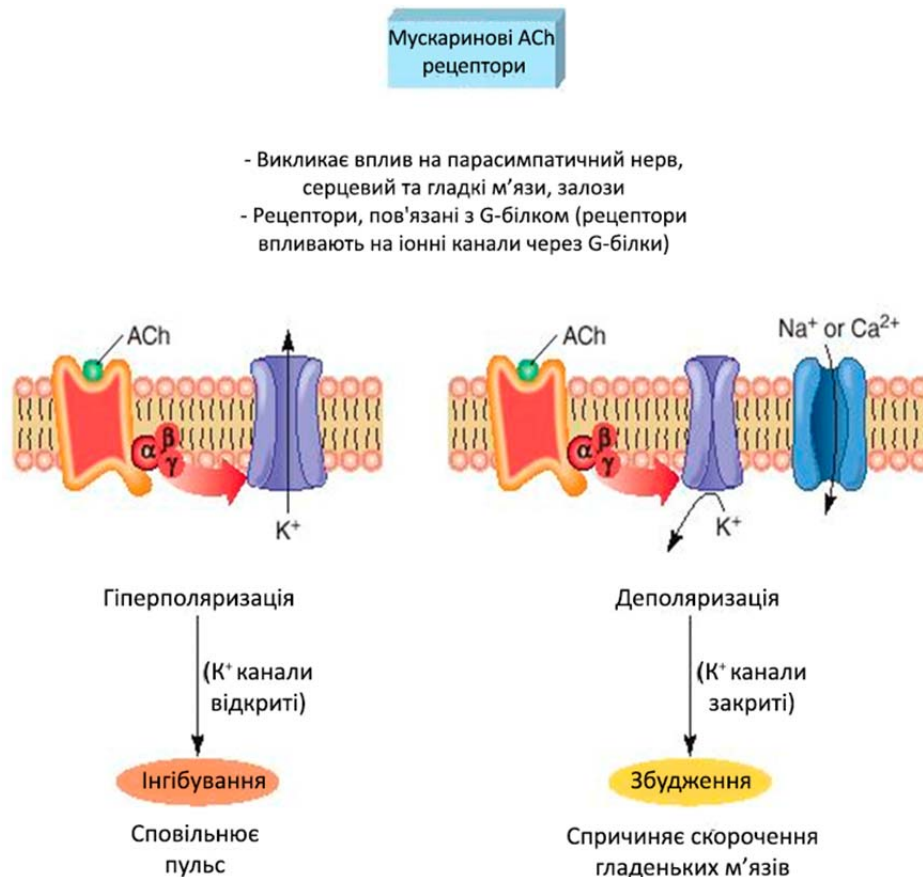 Мускаринові ACh
рецептори
- Викликає вплив на парасимпатичний нерв,
серцевий та гладкі м’язи, залози
- Рецептори, пов'язані з G-білком (рецептори
впливають на іонні канали через G-білки)
ACh
α β γ
K⁺
Гіперполяризація
(К⁺ канали
відкриті)
Інгібування
Сповільнює
пульс
ACh
Na⁺ or Ca²⁺
α β γ
K⁺
Деполяризація
(К⁺ канали
закриті)
Збудження
Спричиняє скорочення
гладеньких м’язів